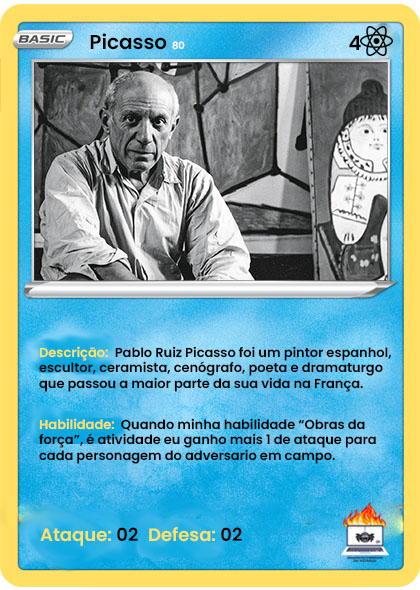 BASIC Picasso 80 4
Descrição: Pablo Ruiz Picasso foi um pintor espanhol,
escultor, ceramista, cenógrafo, poeta e dramaturgo
que passou a maior parte da sua vida na França.
Habilidade: Quando minha habilidade “Obras da
força”, é atividade eu ganho mais 1 de ataque para
cada personagem do adversario em campo.
Ataque: 02 Defesa: 02